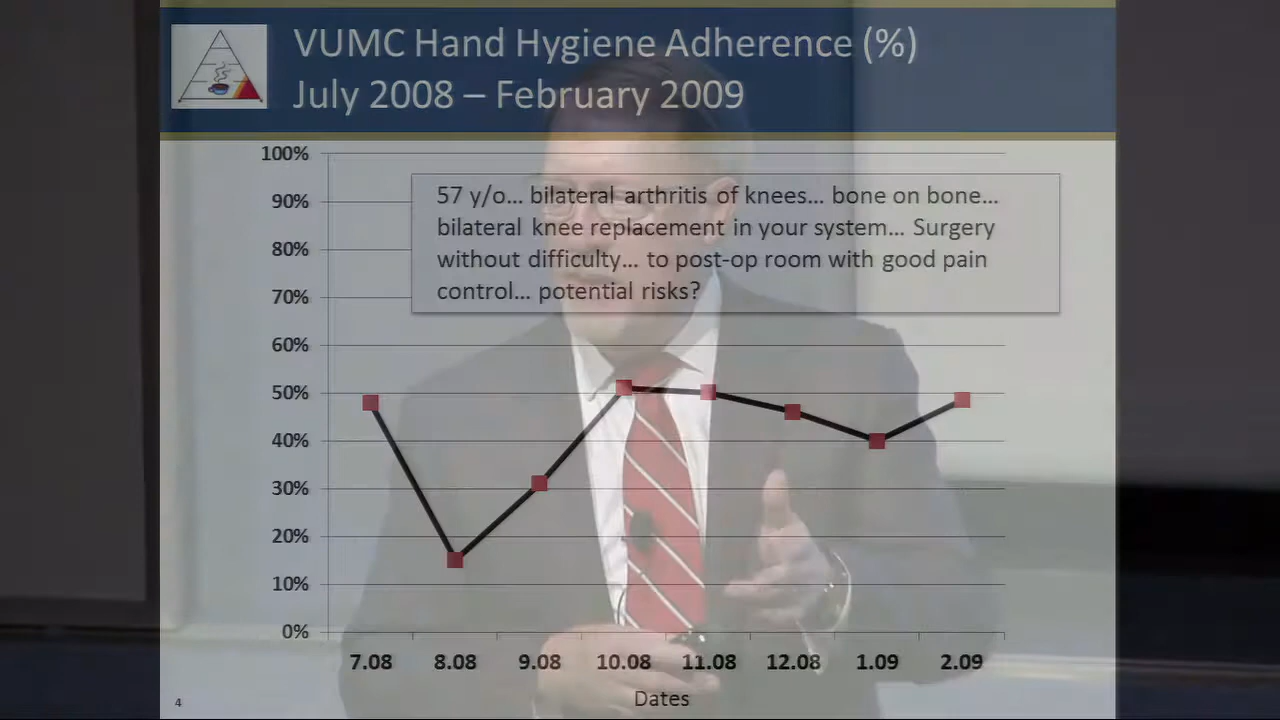 VUMC Hand Hygiene Adherence (%)
July 2008 – February 2009
100%
90%
80%
70%
60%
50%
40%
30%
20%
10%
0%
57 y/o... bilateral arthritis of knees... bone on bone...
bilateral knee replacement in your system... Surgery
without difficulty... to post-op room with good pain
control... potential risks?
7.08 8.08 9.08 10.08 11.08 12.08 1.09 2.09
Dates
4